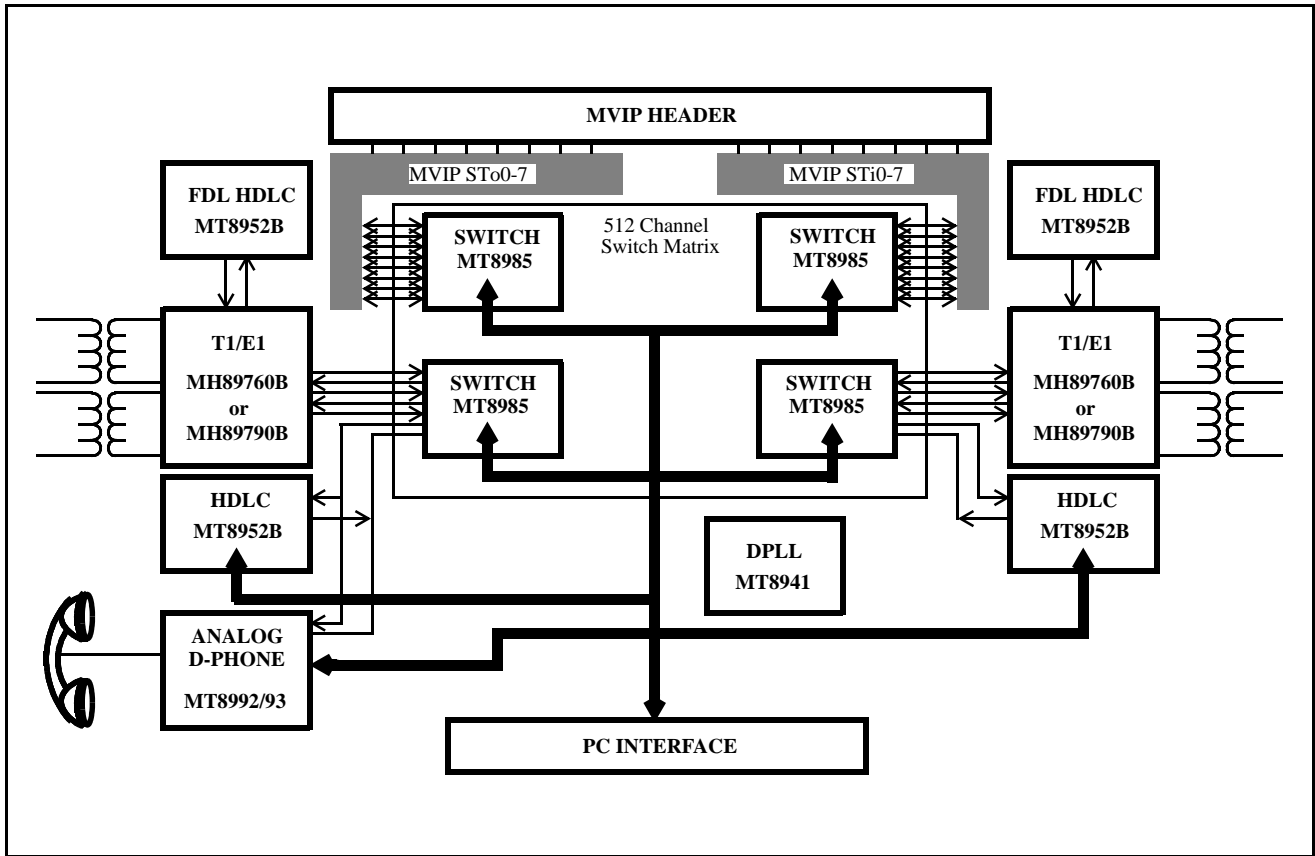 MVIP HEADER
MVIP STo0-7
MVIP STi0-7
FDL HDLC
MT8952B
FDL HDLC
MT8952B
512 Channel
Switch Matrix
SWITCH
MT8985
SWITCH
MT8985
T1/E1
MH89760B
or
MH89790B
SWITCH
MT8985
SWITCH
MT8985
T1/E1
MH89760B
or
MH89790B
HDLC
MT8952B
HDLC
MT8952B
DPLL
MT8941
ANALOG
D-PHONE
MT8992/93
PC INTERFACE